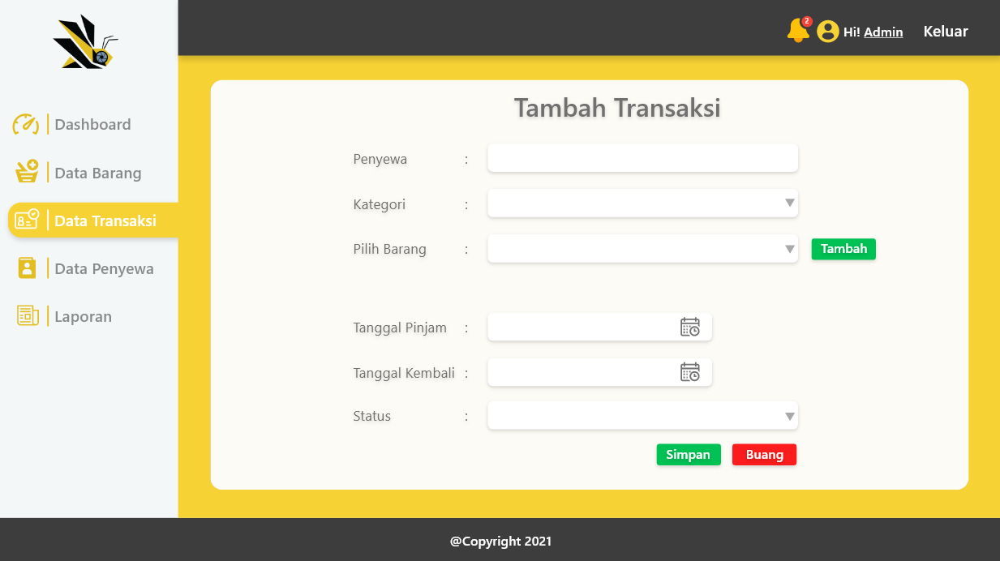 2
Hi! Admin
Keluar
Dashboard
Data Barang
Data Transaksi
Data Penyewa
Laporan
Tambah Transaksi
Penyewa :
Kategori :
Pilih Barang : Tambah
Tanggal Pinjam :
Tanggal Kembali :
Status :
Simpan Buang
@Copyright 2021